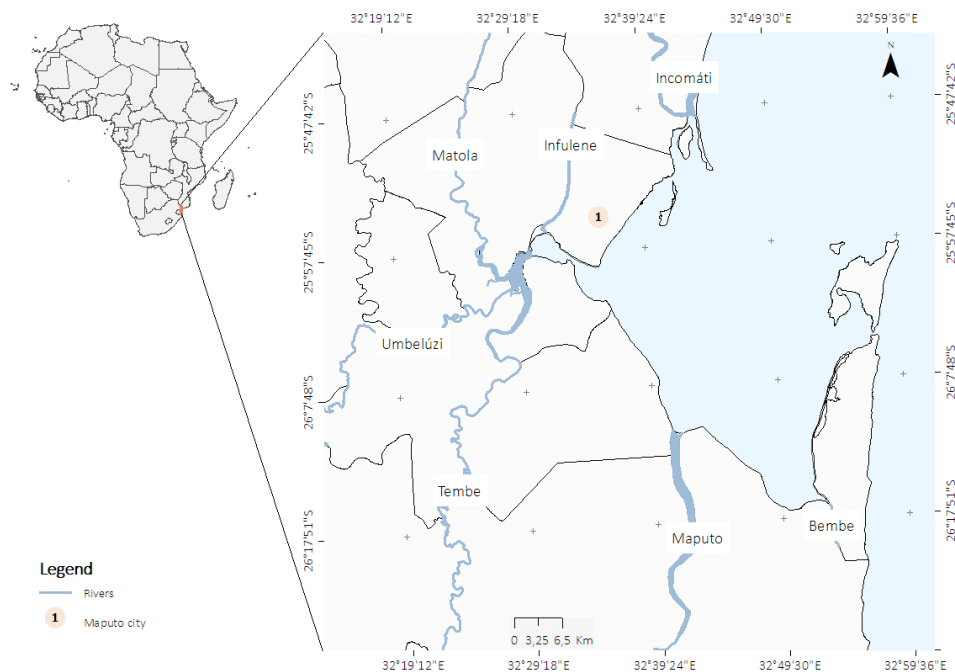 32°19'12"E 32°29'18"E 32°39'24"E 32°49'30"E 32°59'36"E
N
Incomáti
25°47'42"S 25°47'42"S
Matola Infulene
1
25°57'45"S 25°57'45"S
Umbelúzi
26°7'48"S 26°7'48"S
Tembe
26°17'51"S 26°17'51"S
Maputo Bembe
Legend
Rivers
1 Maputo city
0 3,25 6,5 Km
32°19'12"E 32°29'18"E 32°39'24"E 32°49'30"E 32°59'36"E